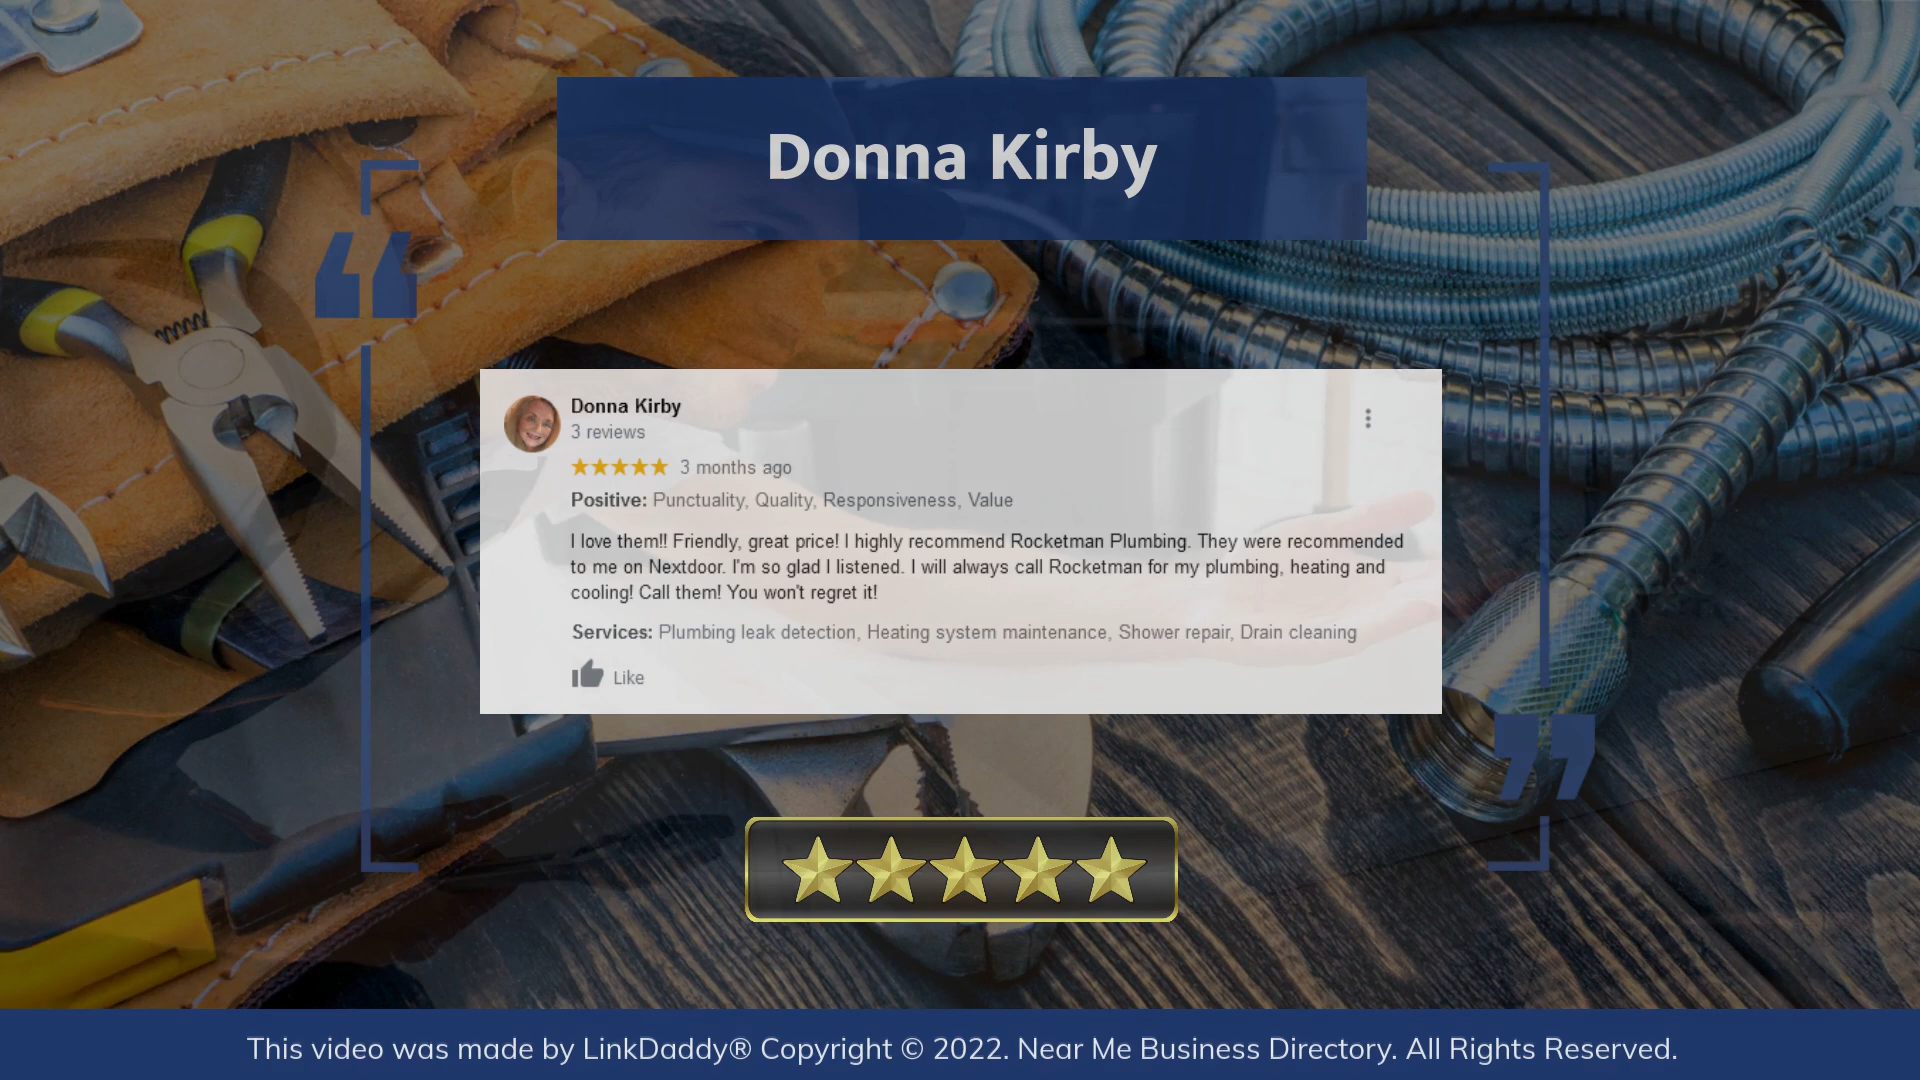 Donna Kirby
“
Donna Kirby
3 reviews
★★★★★ 3 months ago
Positive: Punctuality, Quality, Responsiveness, Value
I love them!! Friendly, great price! I highly recommend Rocketman Plumbing. They were recommended
to me on Nextdoor. I'm so glad I listened. I will always call Rocketman for my plumbing, heating and
cooling! Call them! You won't regret it!
Services: Plumbing leak detection, Heating system maintenance, Shower repair, Drain cleaning
Like
”
This video was made by LinkDaddy® Copyright © 2022. Near Me Business Directory. All Rights Reserved.